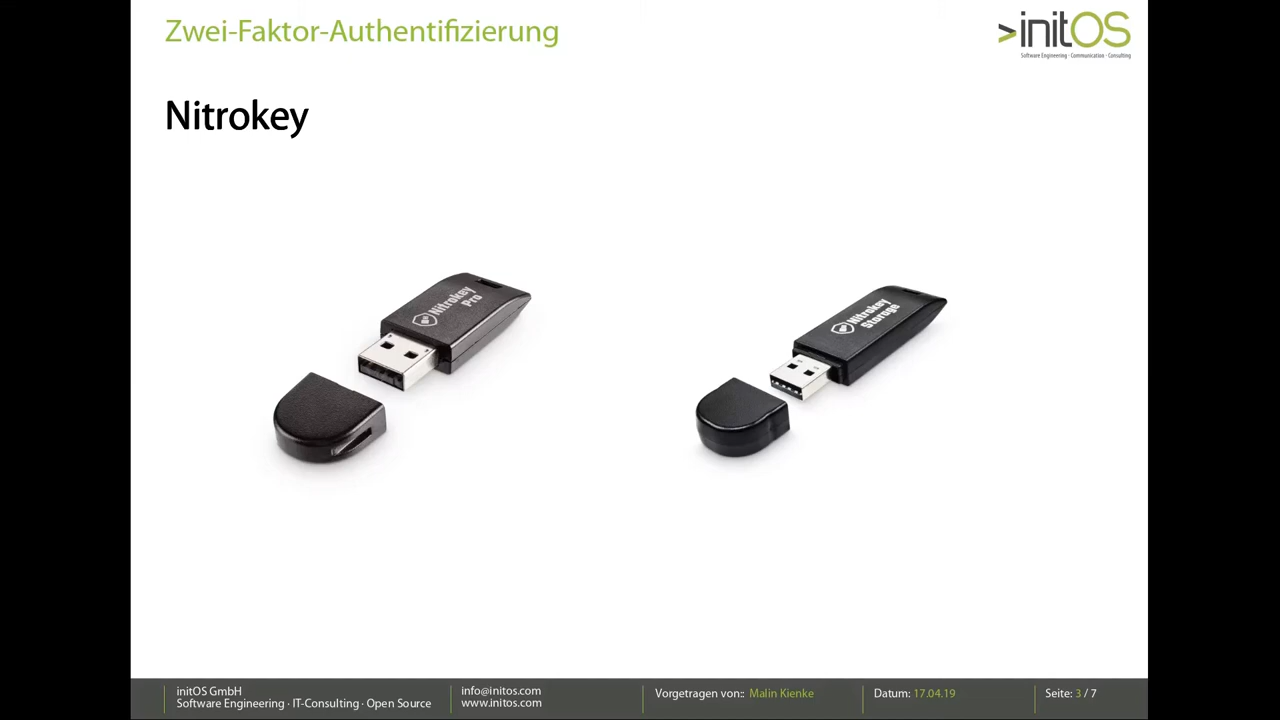 Zwei-Faktor-Authentifizierung
>initOS
Software Engineering · Communication · Consulting
Nitrokey
Nitrokey
Pro
Nitrokey
Storage
initOS GmbH
Software Engineering · IT-Consulting · Open Source
info@initos.com
www.initos.com
Vorgetragen von:: Malin Kienke
Datum: 17.04.19
Seite: 3 / 7